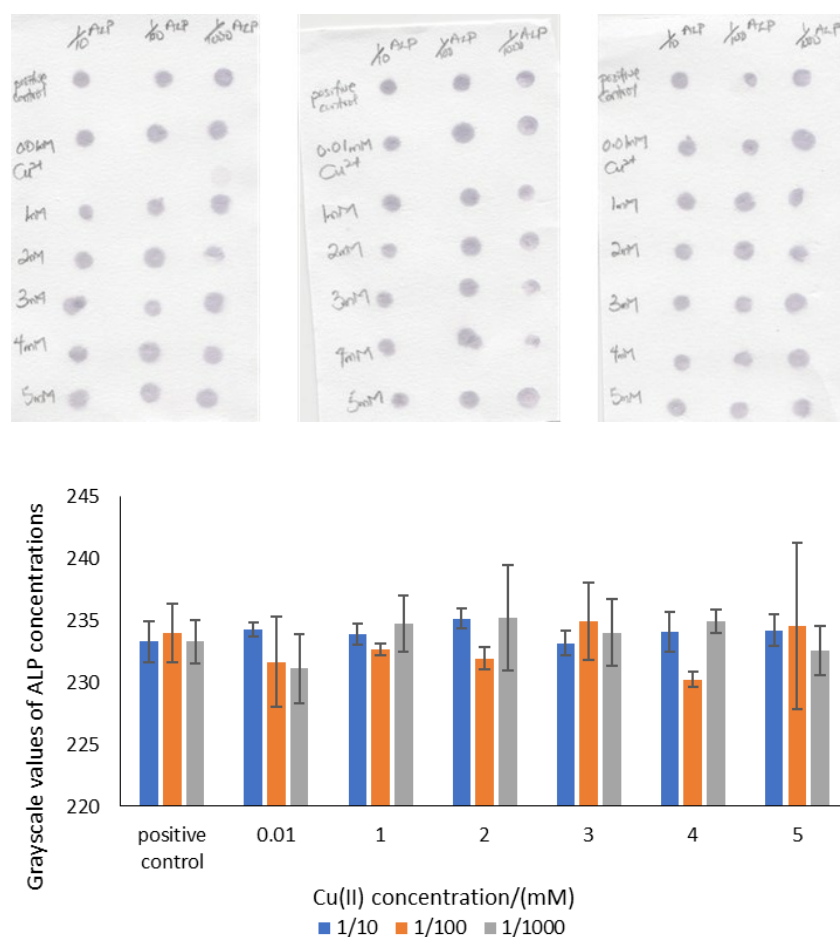 1/10 ALP 1/100 ALP 1/1000 ALP
positive
control
0.01mM
Cu2+
1mM
2mM
3mM
4mM
5mM
1/10 ALP 1/100 ALP 1/1000 ALP
positive
control
0.01mM
Cu2+
1mM
2mM
3mM
4mM
5mM
1/10 ALP 1/100 ALP 1/1000 ALP
positive
control
0.01mM
Cu2+
1mM
2mM
3mM
4mM
5mM
Grayscale values of ALP concentrations
245
240
235
230
225
220
positive
control 0.01 1 2 3 4 5
Cu(II) concentration/(mM)
1/10 1/100 1/1000